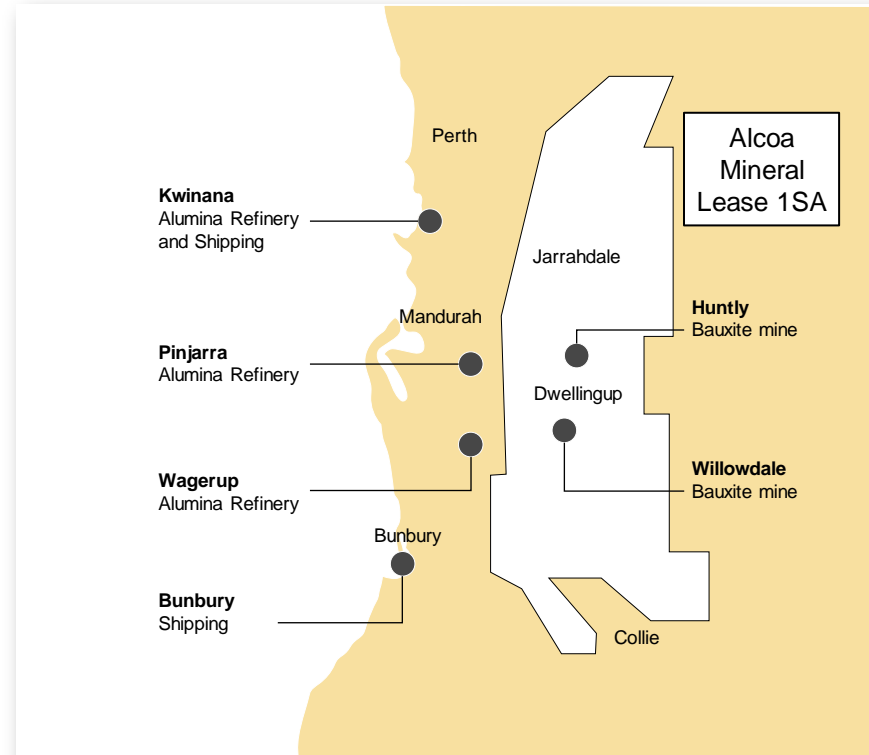 Perth
Alcoa
Mineral
Lease 1SA
Kwinana
Alumina Refinery
and Shipping
Jarrahdale
Mandurah
Huntly
Bauxite mine
Pinjarra
Alumina Refinery
Dwellingup
Wagerup
Alumina Refinery
Willowdale
Bauxite mine
Bunbury
Bunbury
Shipping
Collie